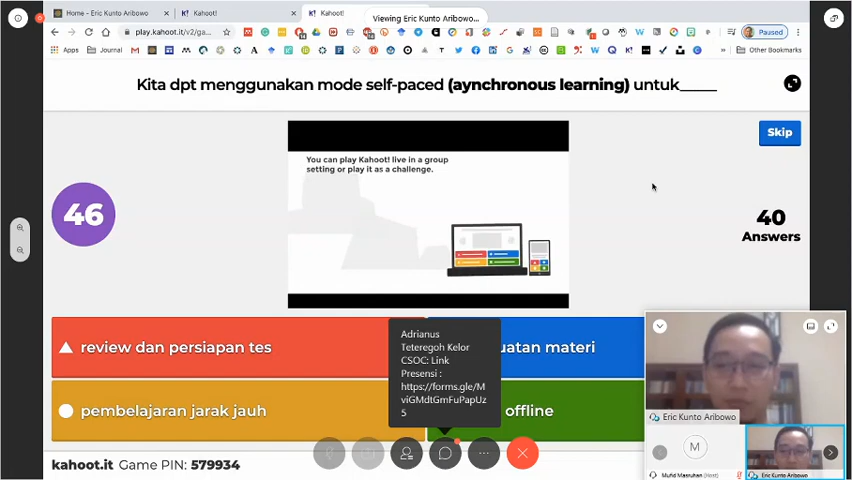 Home - Eric Kunto Aribowo
Kahoot!
Kahoot!
Viewing Eric Kunto Aribowo...
play.kahoot.it/v2/ga...
Paused
Apps
Journal
Other Bookmarks
Kita dpt menggunakan mode self-paced (aynchronous learning) untuk_____
Skip
You can play Kahoot! live in a group
setting or play it as a challenge.
46
40
Answers
review dan persiapan tes
materi
pembelajaran jarak jauh
offline
Adrianus
Teteregoh Kelor
CSOC: Link
Presensi :
https://forms.gle/M
viGMdtGmFuPapUz
5
Eric Kunto Aribowo
M
Mufid Masruhan (Host)
Eric Kunto Aribowo
kahoot.it Game PIN: 579934